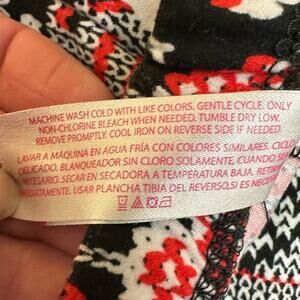 MACHINE WASH COLD WITH LIKE COLORS. GENTLE CYCLE. ONLY
NON-CHLORINE BLEACH WHEN NEEDED. TUMBLE DRY LOW.
REMOVE PROMPTLY. COOL IRON ON REVERSE SIDE IF NEEDED.
LAVAR A MÁQUINA EN AGUA FRÍA CON COLORES SIMILARES. CICLO
DELICADO. BLANQUEADOR SIN CLORO SOLAMENTE, CUANDO SEA
NECESARIO. SECAR EN SECADORA A TEMPERATURA BAJA. RETIRAR
INMEDIATAMENTE. USAR PLANCHA TIBIA DEL REVERSO,SI ES NECESARIO.